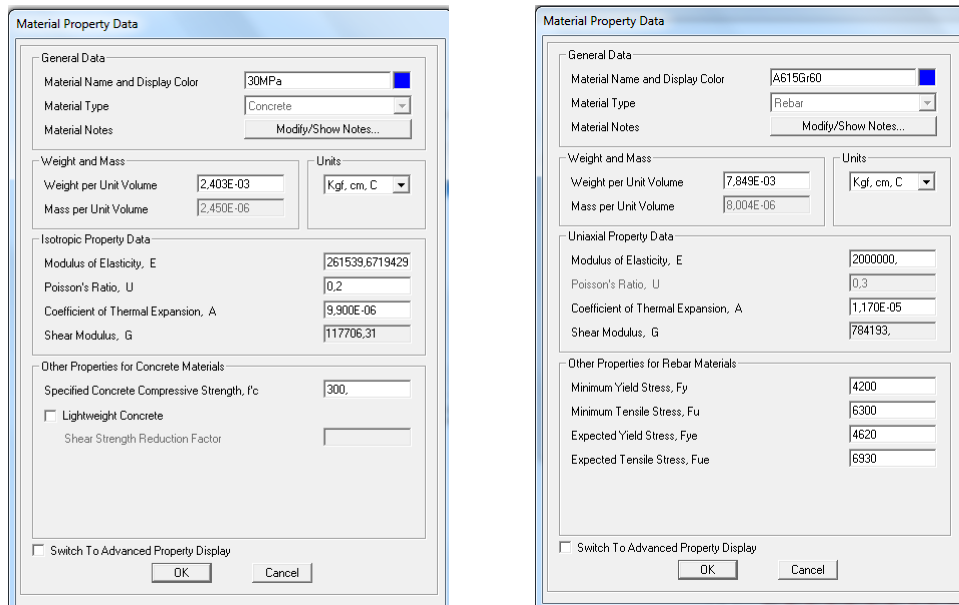 Material Property Data
General Data
Material Name and Display Color 30MPa
Material Type Concrete
Material Notes Modify/Show Notes...
Weight and Mass Units
Weight per Unit Volume 2,403E-03 Kgf, cm, C
Mass per Unit Volume 2,450E-06
Isotropic Property Data
Modulus of Elasticity, E 261539,6719429
Poisson's Ratio, U 0,2
Coefficient of Thermal Expansion, A 9,900E-06
Shear Modulus, G 117706,31
Other Properties for Concrete Materials
Specified Concrete Compressive Strength, f'c 300,
Lightweight Concrete
Shear Strength Reduction Factor
Switch To Advanced Property Display
OK Cancel
Material Property Data
General Data
Material Name and Display Color A615Gr60
Material Type Rebar
Material Notes Modify/Show Notes...
Weight and Mass Units
Weight per Unit Volume 7,849E-03 Kgf, cm, C
Mass per Unit Volume 8,004E-06
Uniaxial Property Data
Modulus of Elasticity, E 2000000,
Poisson's Ratio, U 0,3
Coefficient of Thermal Expansion, A 1,170E-05
Shear Modulus, G 784193,
Other Properties for Rebar Materials
Minimum Yield Stress, Fy 4200
Minimum Tensile Stress, Fu 6300
Expected Yield Stress, Fye 4620
Expected Tensile Stress, Fue 6930
Switch To Advanced Property Display
OK Cancel